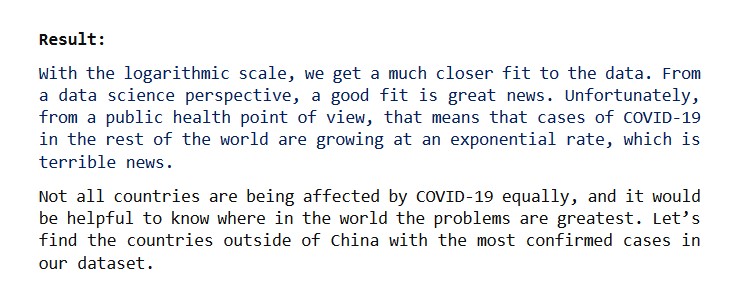 Result:
With the logarithmic scale, we get a much closer fit to the data. From
a data science perspective, a good fit is great news. Unfortunately,
from a public health point of view, that means that cases of COVID-19
in the rest of the world are growing at an exponential rate, which is
terrible news.
Not all countries are being affected by COVID-19 equally, and it would
be helpful to know where in the world the problems are greatest. Let’s
find the countries outside of China with the most confirmed cases in
our dataset.